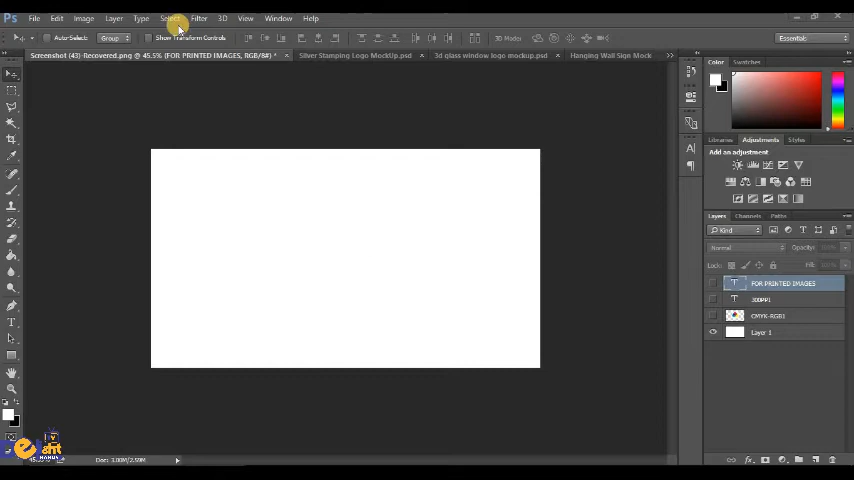 Ps File Edit Image Layer Type Select Filter 3D View Window Help
Auto-Select: Group Show Transform Controls 3D Mode: Essentials
Screenshot (43)-Recovered.png @ 45.5% (FOR PRINTED IMAGES, RGB/8#) * × Silver Stamping Logo MockUp.psd × 3d glass window logo mockup.psd × Hanging Wall Sign Mock
Color Swatches
Libraries Adjustments Styles
Add an adjustment
Layers Channels Paths
Kind
Normal Opacity:
Lock: Fill:
FOR PRINTED IMAGES
300PPI
CMYK-RGB1
Layer 1
Doc: 3.00M/2.59M